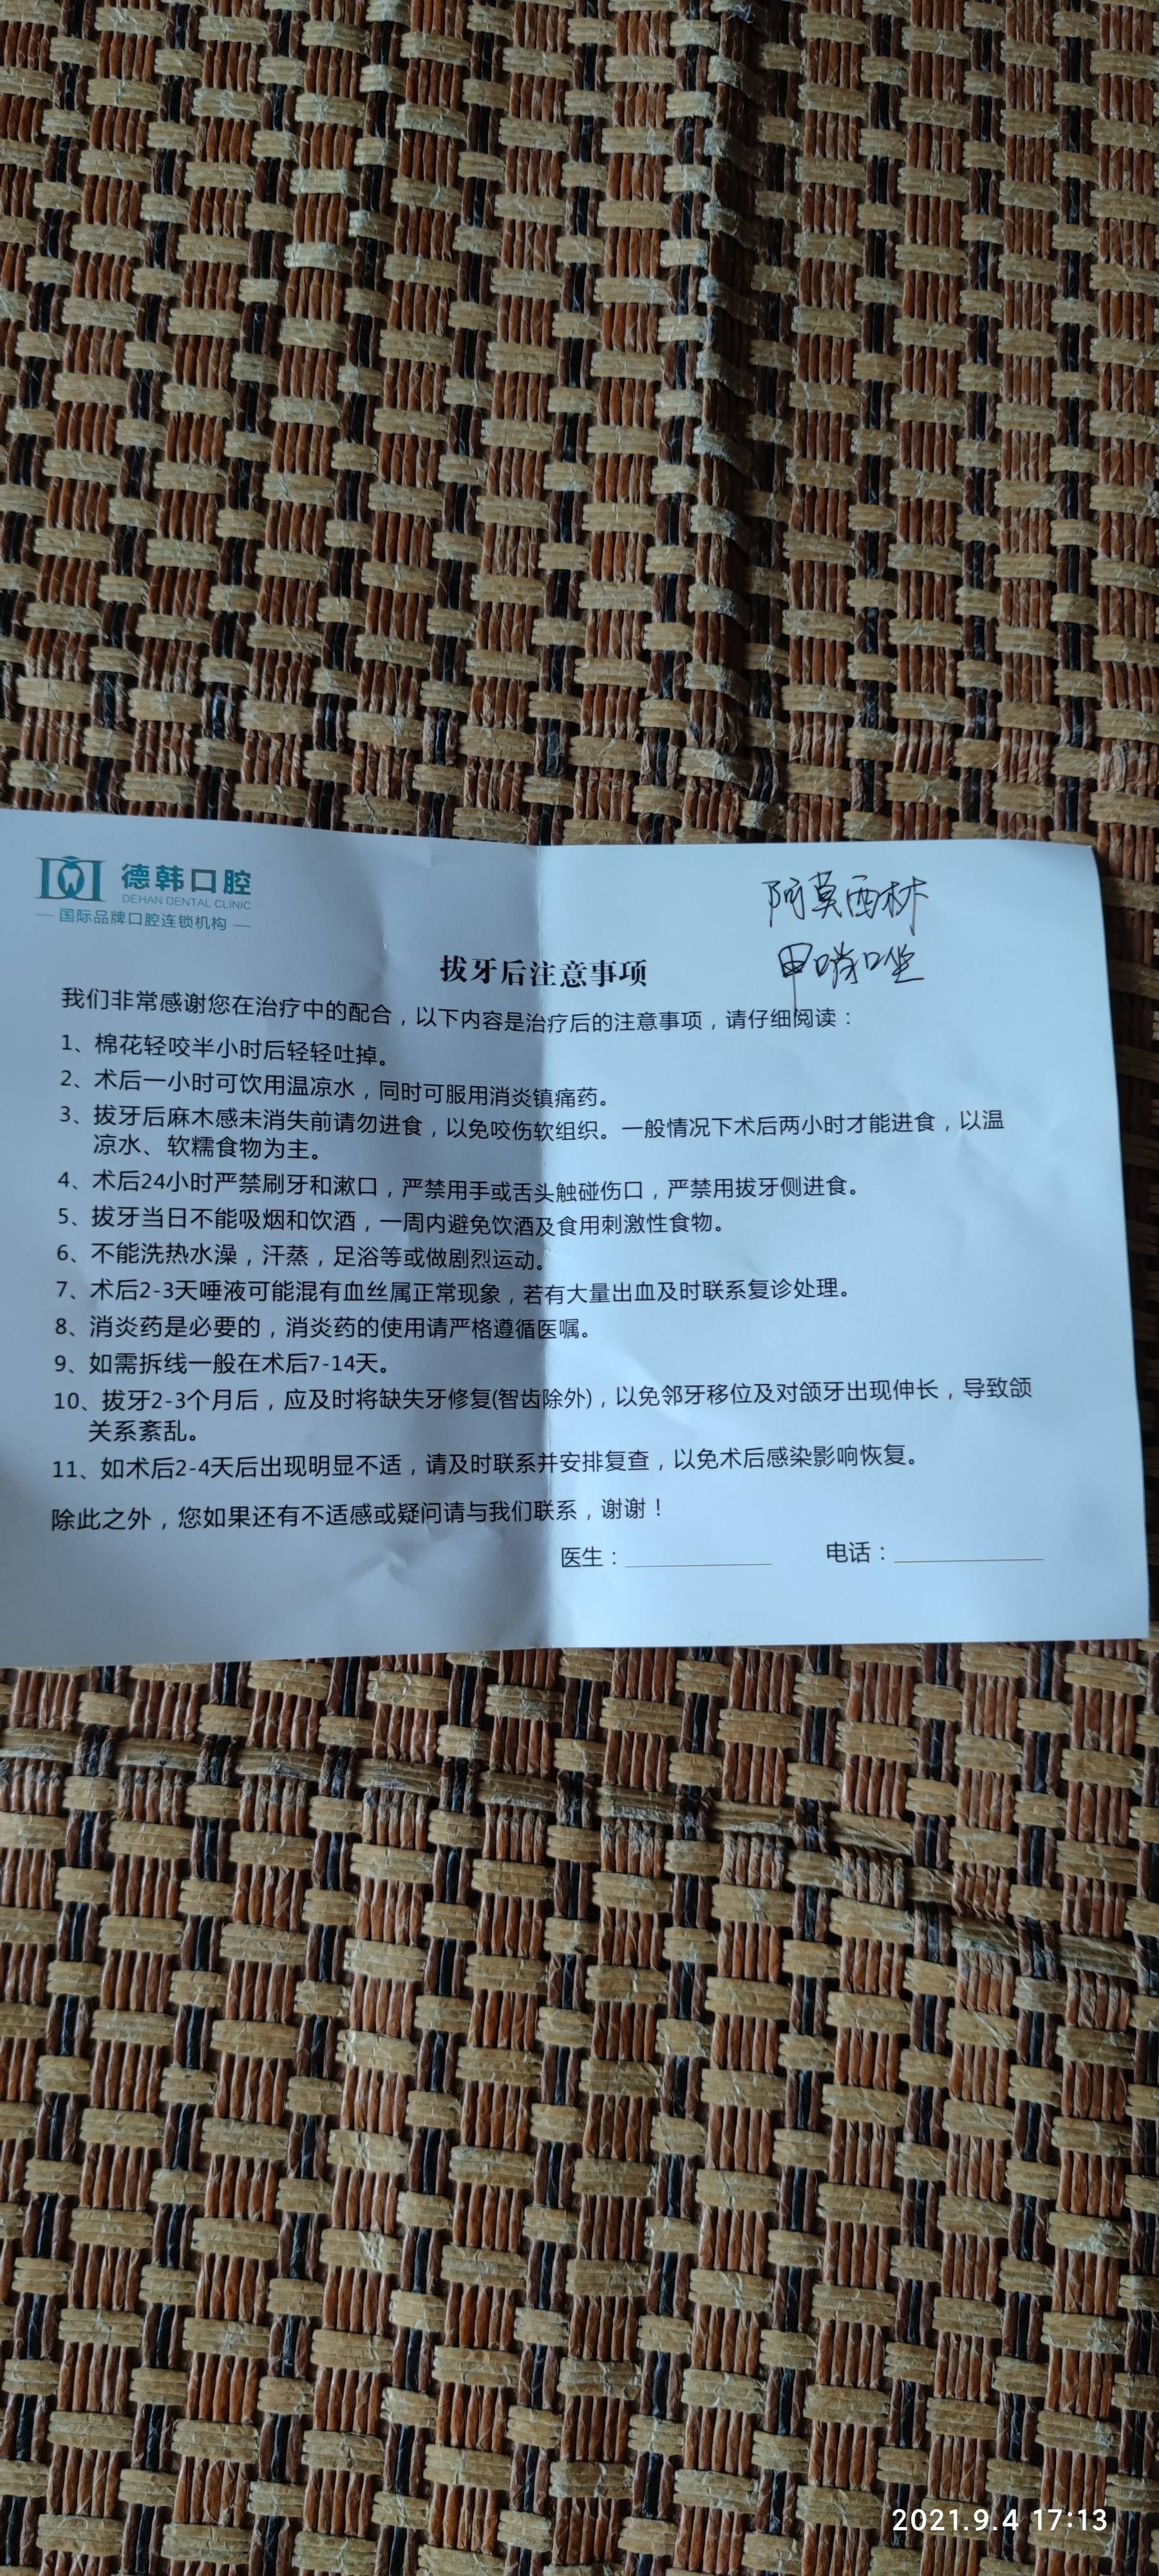 德韩口腔
DEHAN DENTAL CLINIC
国际品牌口腔连锁机构
阿莫西林
甲哨唑
拔牙后注意事项
我们非常感谢您在治疗中的配合，以下内容是治疗后的注意事项，请仔细阅读：
1、棉花轻咬半小时后轻轻吐掉。
2、术后一小时可饮用温凉水，同时可服用消炎镇痛药。
3、拔牙后麻木感未消失前请勿进食，以免咬伤软组织。一般情况下术后两小时才能进食，以温
凉水、软糯食物为主。
4、术后24小时严禁刷牙和漱口，严禁用手或舌头触碰伤口，严禁用拔牙侧进食。
5、拔牙当日不能吸烟和饮酒，一周内避免饮酒及食用刺激性食物。
6、不能洗热水澡，汗蒸，足浴等或做剧烈运动。
7、术后2-3天唾液可能混有血丝属正常现象，若有大量出血及时联系复诊处理。
8、消炎药是必要的，消炎药的使用请严格遵循医嘱。
9、如需拆线一般在术后7-14天。
10、拔牙2-3个月后，应及时将缺失牙修复(智齿除外)，以免邻牙移位及对颌牙出现伸长，导致颌
关系紊乱。
11、如术后2-4天后出现明显不适，请及时联系并安排复查，以免术后感染影响恢复。
除此之外，您如果还有不适感或疑问请与我们联系，谢谢！
医生：
电话：
2021.9.4 17:13